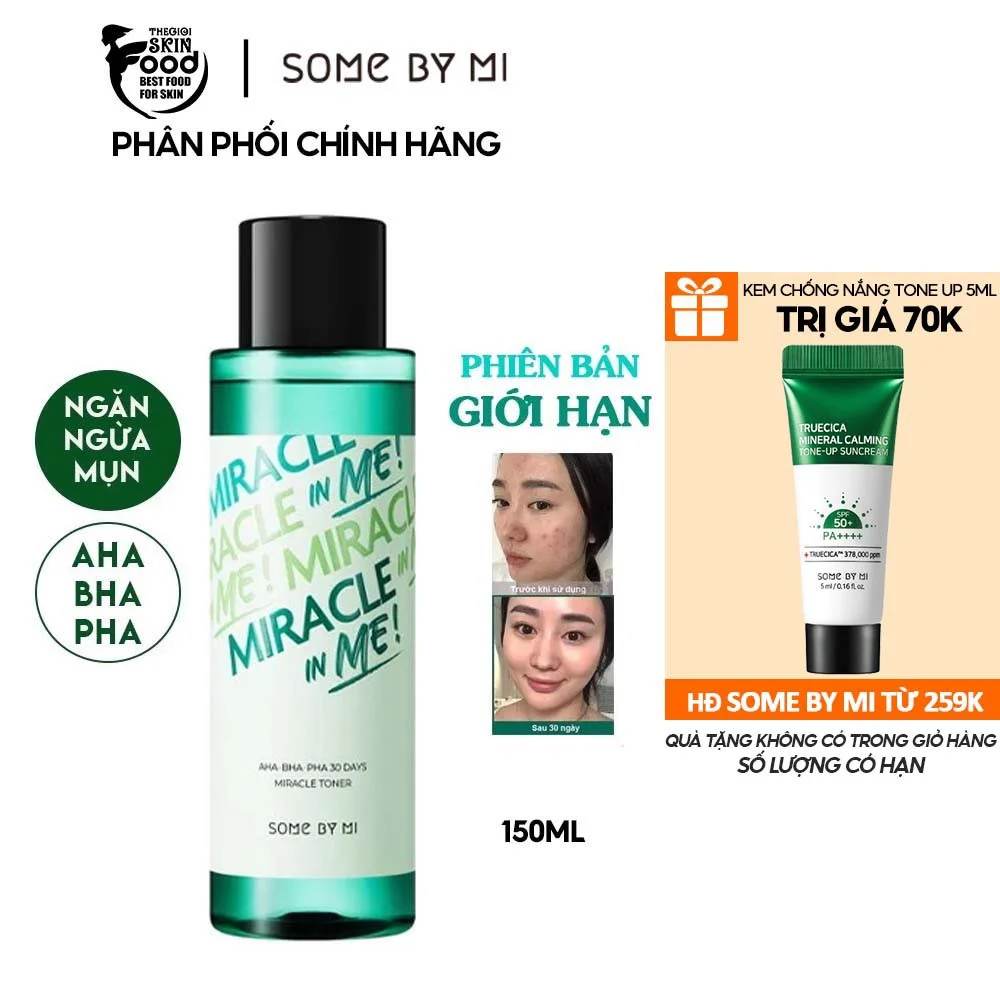 THEGIOI
SKIN
Food
BEST FOOD
FOR SKIN
SOME BY MI
PHÂN PHỐI CHÍNH HÃNG
NGĂN
NGỪA
MỤN
AHA
BHA
PHA
MIRACLE
IN ME!
MIRACLE
IN ME! MIRACLE
MIRACLE IN
IN ME!
AHA-BHA-PHA 30 DAYS
MIRACLE TONER
SOME BY MI
PHIÊN BẢN
GIỚI HẠN
Trước khi sử dụng
Sau 30 ngày
150ML
KEM CHỐNG NẮNG TONE UP 5ML
TRỊ GIÁ 70K
TRUECICA
MINERAL CALMING
TONE-UP SUNCREAM
SPF
50+
PA++++
+ TRUECICA™ 378,000 ppm
SOME BY MI
5 ml / 0.16 fl. oz.
HĐ SOME BY MI TỪ 259K
QUÀ TẶNG KHÔNG CÓ TRONG GIỎ HÀNG
SỐ LƯỢNG CÓ HẠN